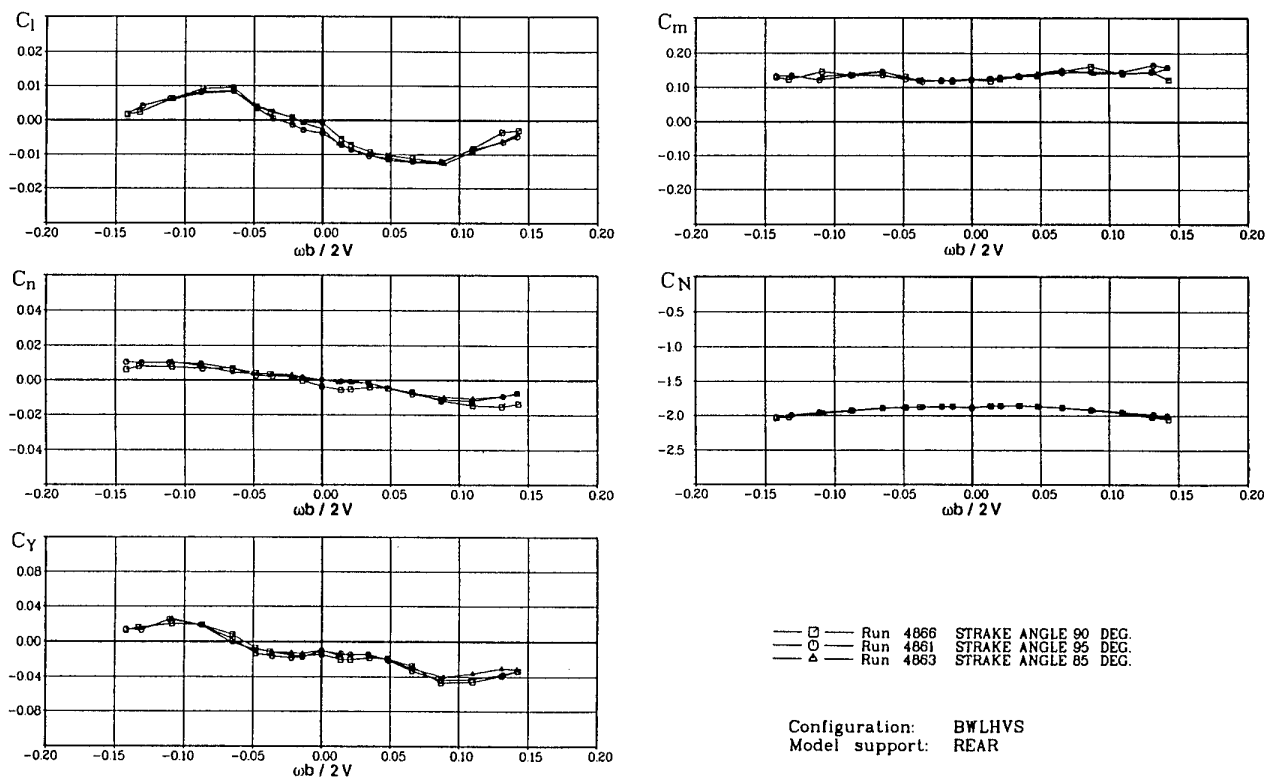 Cl
0.02
0.01
0.00
-0.01
-0.02
-0.20 -0.15 -0.10 -0.05 0.00 0.05 0.10 0.15 0.20
ωb / 2V
Cm
0.20
0.10
0.00
-0.10
-0.20
-0.20 -0.15 -0.10 -0.05 0.00 0.05 0.10 0.15 0.20
ωb / 2V
Cn
0.04
0.02
0.00
-0.02
-0.04
-0.20 -0.15 -0.10 -0.05 0.00 0.05 0.10 0.15 0.20
ωb / 2V
CN
-0.5
-1.0
-1.5
-2.0
-2.5
-0.20 -0.15 -0.10 -0.05 0.00 0.05 0.10 0.15 0.20
ωb / 2V
CY
0.08
0.04
0.00
-0.04
-0.08
-0.20 -0.15 -0.10 -0.05 0.00 0.05 0.10 0.15 0.20
ωb / 2V
Run 4866 STRAKE ANGLE 90 DEG.
Run 4861 STRAKE ANGLE 95 DEG.
Run 4863 STRAKE ANGLE 85 DEG.
Configuration: BWLHVS
Model support: REAR